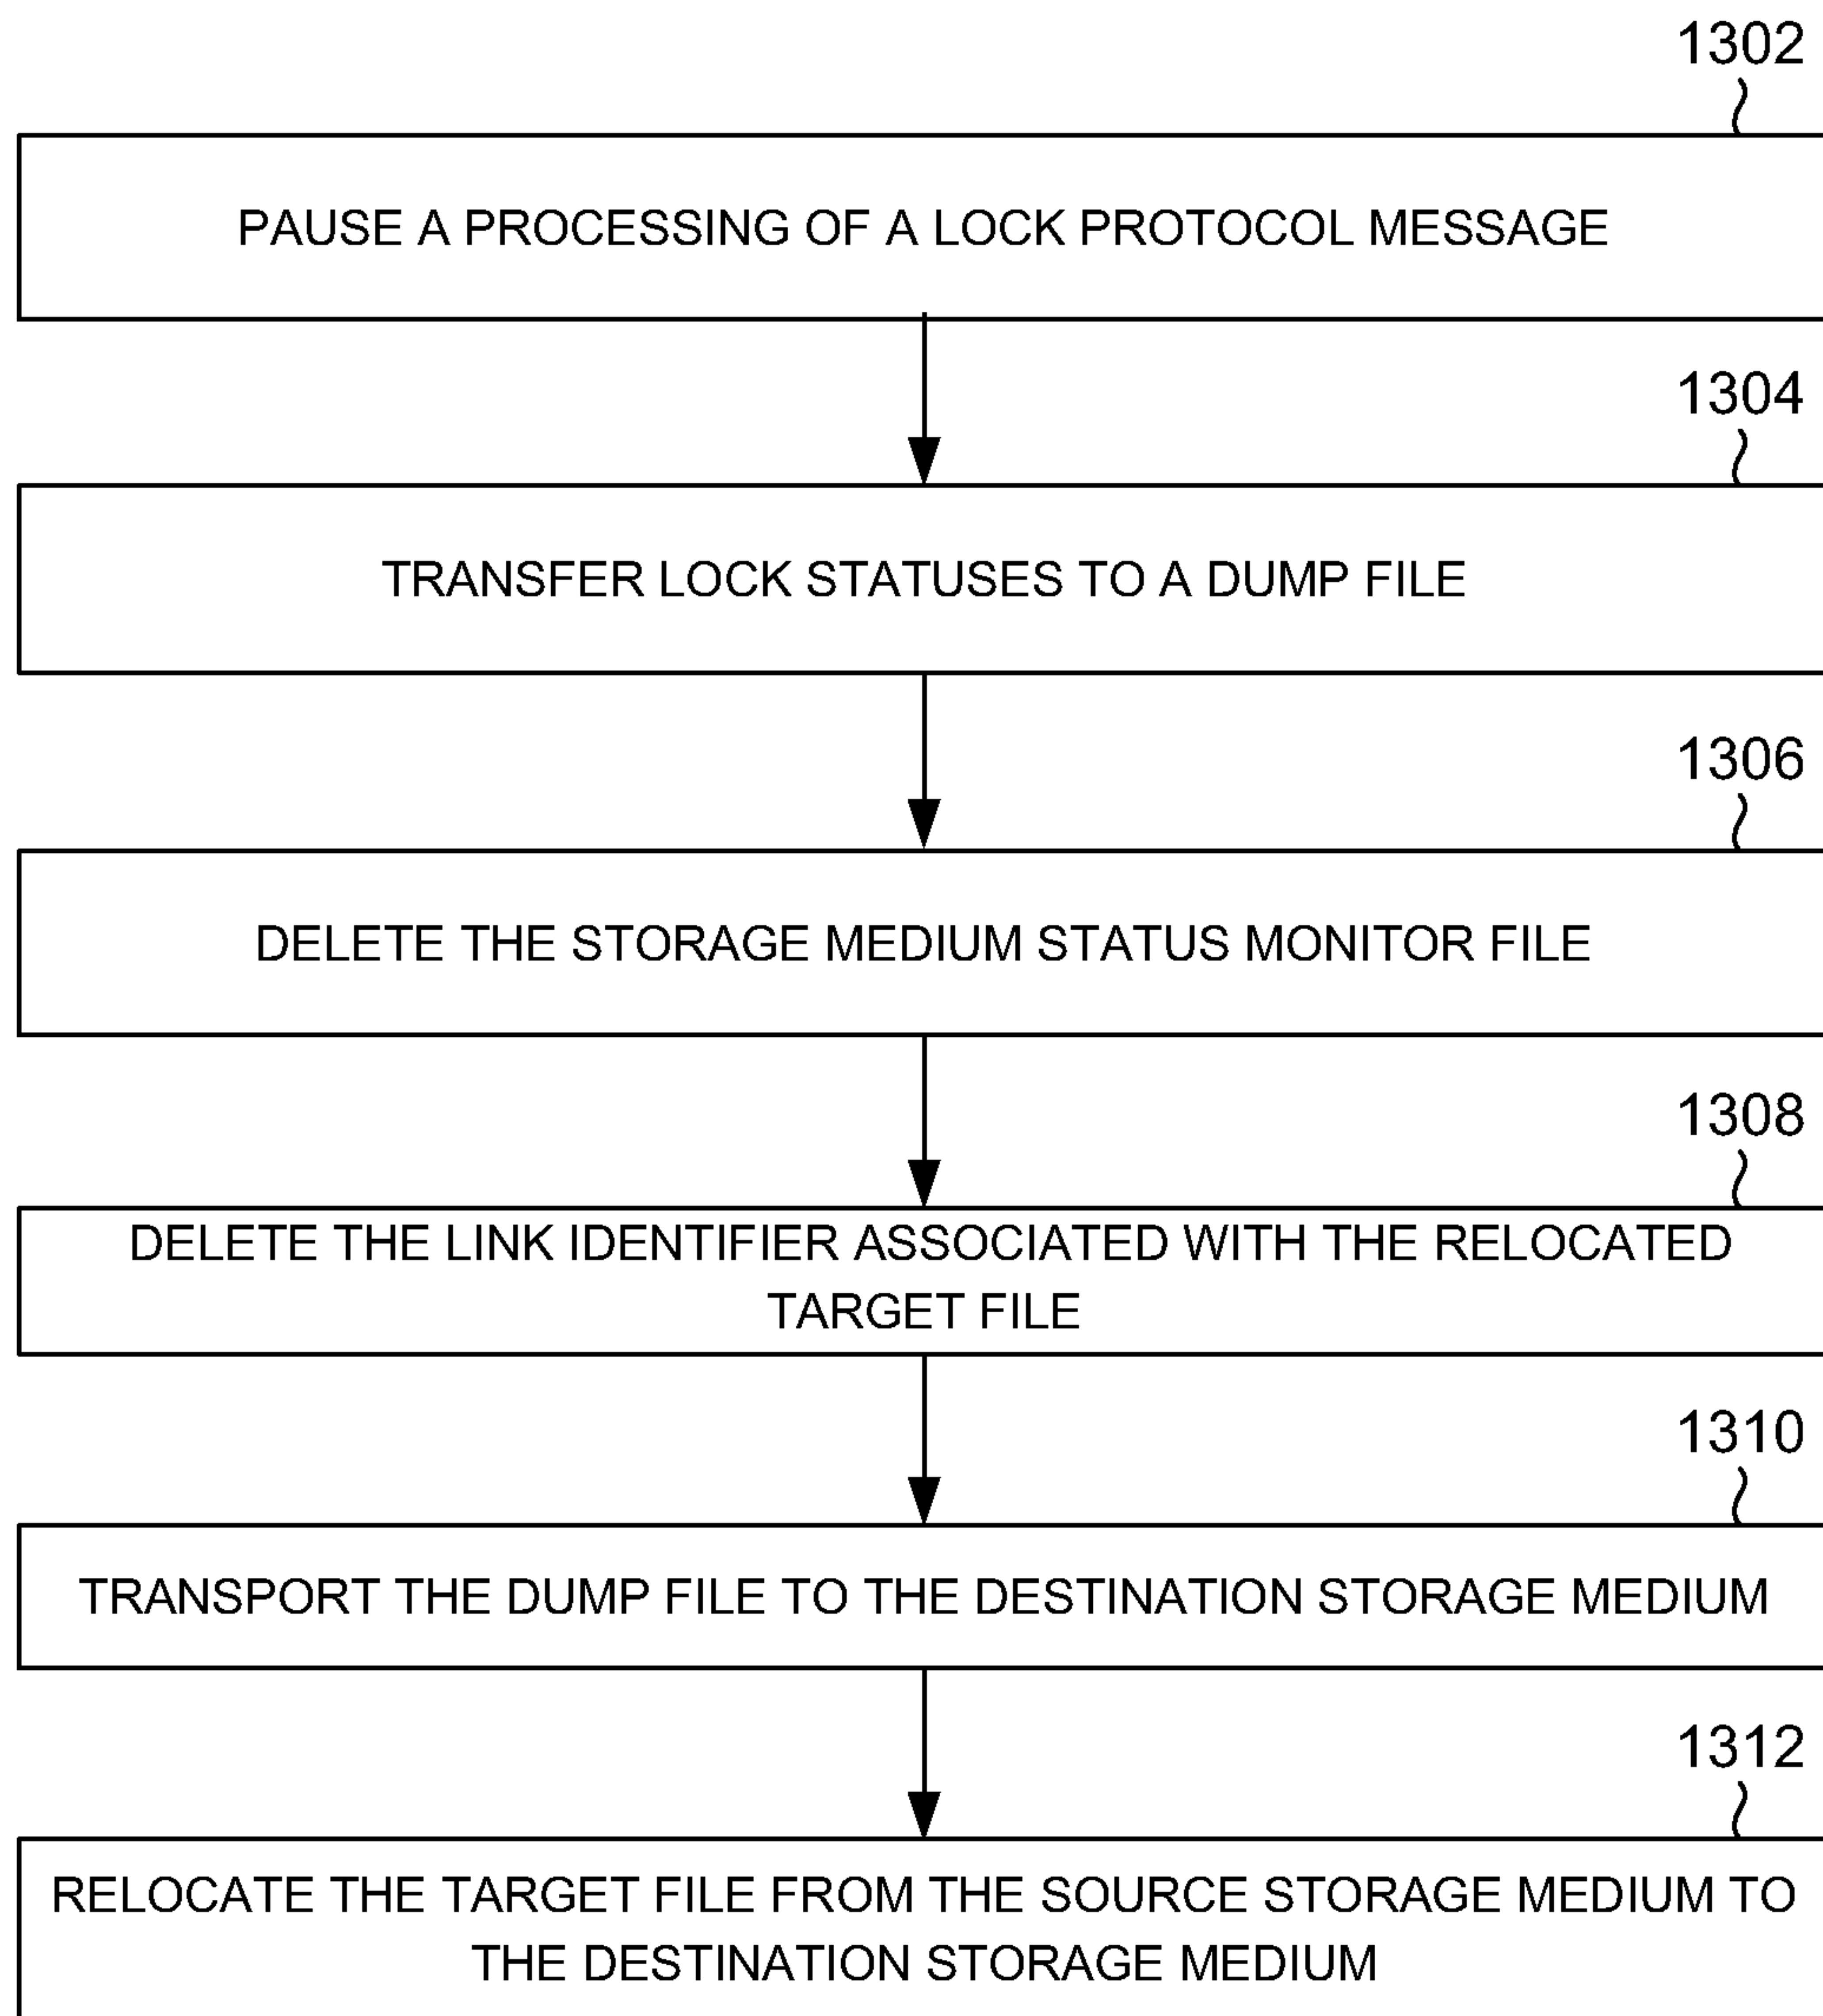 1302
PAUSE A PROCESSING OF A LOCK PROTOCOL MESSAGE
1304
TRANSFER LOCK STATUSES TO A DUMP FILE
1306
DELETE THE STORAGE MEDIUM STATUS MONITOR FILE
1308
DELETE THE LINK IDENTIFIER ASSOCIATED WITH THE RELOCATED
TARGET FILE
1310
TRANSPORT THE DUMP FILE TO THE DESTINATION STORAGE MEDIUM
1312
RELOCATE THE TARGET FILE FROM THE SOURCE STORAGE MEDIUM TO
THE DESTINATION STORAGE MEDIUM